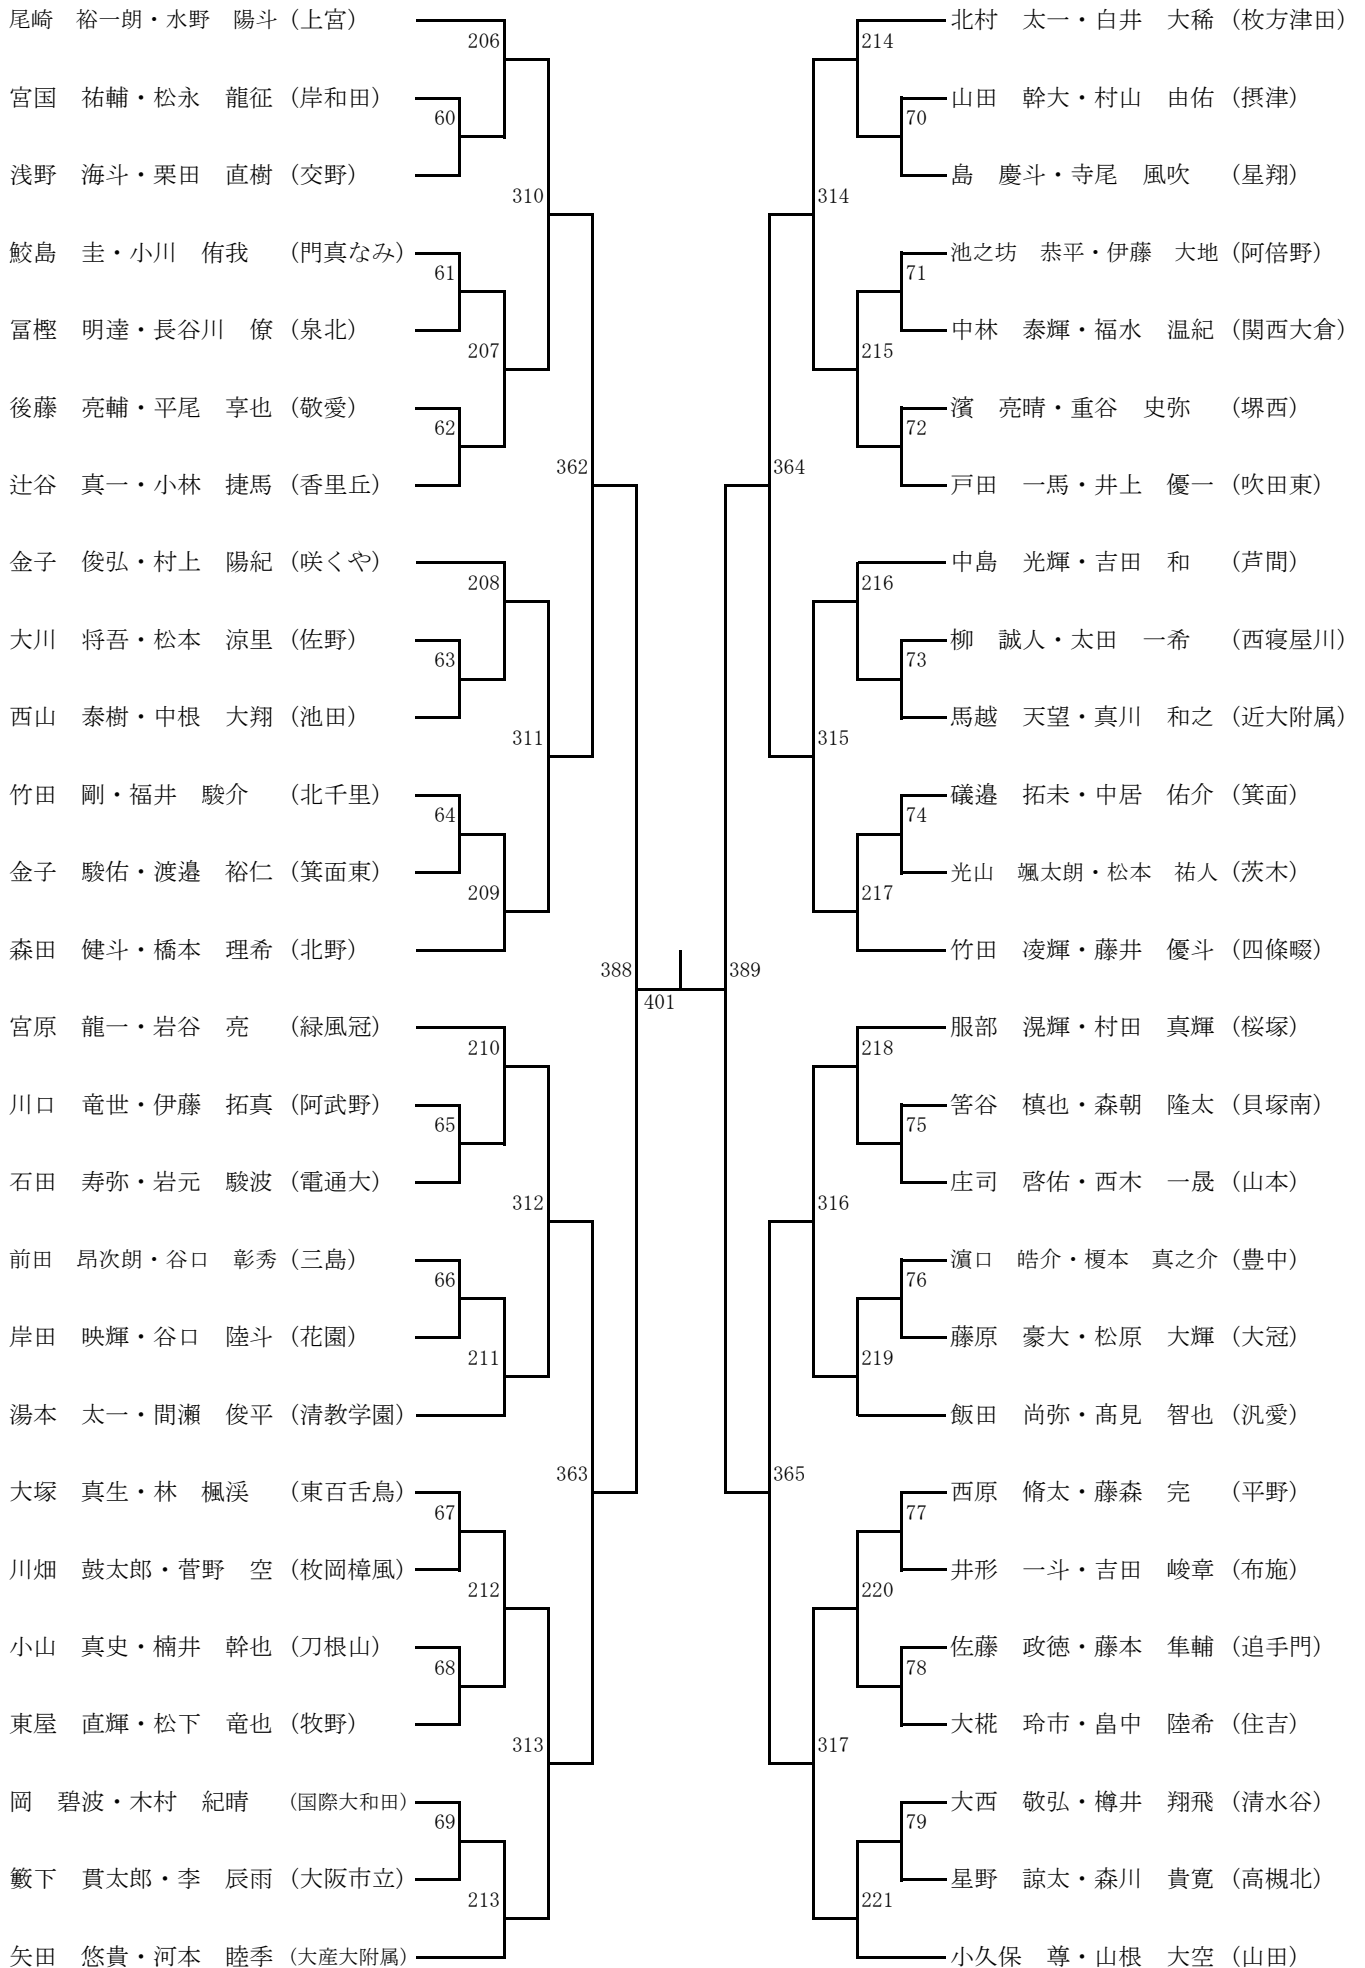 尾崎　裕一朗・水野　陽斗（上宮）
206
宮国　祐輔・松永　龍征（岸和田）
60
浅野　海斗・栗田　直樹（交野）
310
鮫島　圭・小川　侑我　（門真なみ）
61
冨樫　明達・長谷川　僚（泉北）
207
後藤　亮輔・平尾　享也（敬愛）
62
362
辻谷　真一・小林　捷馬（香里丘）
金子　俊弘・村上　陽紀（咲くや）
208
大川　将吾・松本　涼里（佐野）
63
西山　泰樹・中根　大翔（池田）
311
竹田　剛・福井　駿介　（北千里）
64
金子　駿佑・渡邉　裕仁（箕面東）
209
森田　健斗・橋本　理希（北野）
388
401
宮原　龍一・岩谷　亮　（緑風冠）
210
川口　竜世・伊藤　拓真（阿武野）
65
石田　寿弥・岩元　駿波（電通大）
312
前田　昂次朗・谷口　彰秀（三島）
66
岸田　映輝・谷口　陸斗（花園）
211
湯本　太一・間瀬　俊平（清教学園）
363
大塚　真生・林　楓渓　（東百舌鳥）
67
川畑　鼓太郎・菅野　空（枚岡樟風）
212
小山　真史・楠井　幹也（刀根山）
68
東屋　直輝・松下　竜也（牧野）
313
岡　碧波・木村　紀晴　（国際大和田）
69
籔下　貫太郎・李　辰雨（大阪市立）
213
矢田　悠貴・河本　睦季（大産大附属）
北村　太一・白井　大稀（枚方津田）
214
山田　幹大・村山　由佑（摂津）
70
島　慶斗・寺尾　風吹　（星翔）
314
池之坊　恭平・伊藤　大地（阿倍野）
71
中林　泰輝・福水　温紀（関西大倉）
215
濱　亮晴・重谷　史弥　（堺西）
72
364
戸田　一馬・井上　優一（吹田東）
中島　光輝・吉田　和　（芦間）
216
柳　誠人・太田　一希　（西寝屋川）
73
馬越　天望・真川　和之（近大附属）
315
礒邉　拓未・中居　佑介（箕面）
74
光山　颯太朗・松本　祐人（茨木）
217
竹田　凌輝・藤井　優斗（四條畷）
389
服部　滉輝・村田　真輝（桜塚）
218
筈谷　槙也・森朝　隆太（貝塚南）
75
庄司　啓佑・西木　一晟（山本）
316
濵口　皓介・榎本　真之介（豊中）
76
藤原　豪大・松原　大輝（大冠）
219
飯田　尚弥・髙見　智也（汎愛）
365
西原　脩太・藤森　完　（平野）
77
井形　一斗・吉田　峻章（布施）
220
佐藤　政徳・藤本　隼輔（追手門）
78
大椛　玲市・畠中　陸希（住吉）
317
大西　敬弘・樽井　翔飛（清水谷）
79
星野　諒太・森川　貴寛（高槻北）
221
小久保　尊・山根　大空（山田）